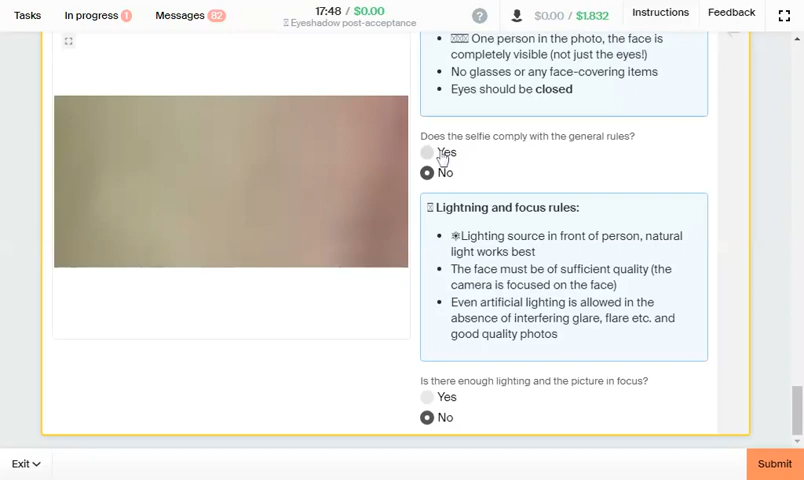 Tasks
In progress 1
Messages 82
17:48 / $0.00
Eyeshadow post-acceptance
?
$0.00 / $1.832
Instructions
Feedback
One person in the photo, the face is
completely visible (not just the eyes!)
No glasses or any face-covering items
Eyes should be closed
Does the selfie comply with the general rules?
Yes
No
Lightning and focus rules:
Lighting source in front of person, natural
light works best
The face must be of sufficient quality (the
camera is focused on the face)
Even artificial lighting is allowed in the
absence of interfering glare, flare etc. and
good quality photos
Is there enough lighting and the picture in focus?
Yes
No
Exit
Submit